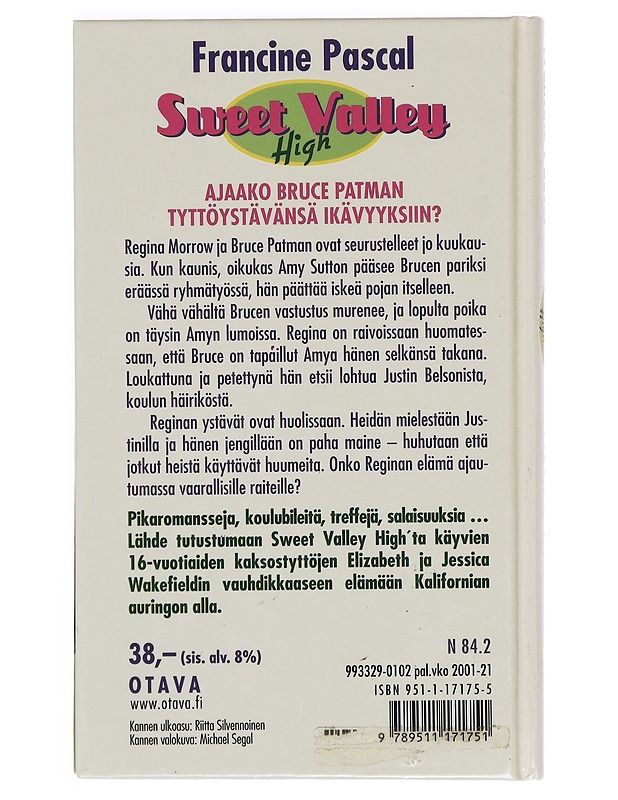 Francine Pascal
Sweet Valley
High
AJAAKO BRUCE PATMAN
TYTTÖYSTÄVÄNSÄ IKÄVYYKSIIN?
Regina Morrow ja Bruce Patman ovat seurustelleet jo kuukau-
sia. Kun kaunis, oikukas Amy Sutton pääsee Brucen pariksi
eräässä ryhmätyössä, hän päättää iskeä pojan itselleen.
Vähä vähältä Brucen vastustus murenee, ja lopulta poika
on täysin Amyn lumoissa. Regina on raivoissaan huomates-
saan, että Bruce on tapaillut Amya hänen selkänsä takana.
Loukattuna ja petettynä hän etsii lohtua Justin Belsonista,
koulun häiriköstä.
Reginan ystävät ovat huolissaan. Heidän mielestään Jus-
tinilla ja hänen jengillään on paha maine – huhutaan että
jotkut heistä käyttävät huumeita. Onko Reginan elämä ajau-
tumassa vaarallisille raiteille?
Pikaromansseja, koulubileitä, treffejä, salaisuuksia ...
Lähde tutustumaan Sweet Valley High'ta käyvien
16-vuotiaiden kaksostyttöjen Elizabeth ja Jessica
Wakefieldin vauhdikkaaseen elämään Kalifornian
auringon alla.
38,– (sis. alv. 8%)
OTAVA
www.otava.fi
Kannen ulkoasu: Riitta Silvennoinen
Kannen valokuva: Michael Segal
N 84.2
993329-0102 pal.vko 2001-21
ISBN 951-1-17175-5
9 789511 171751